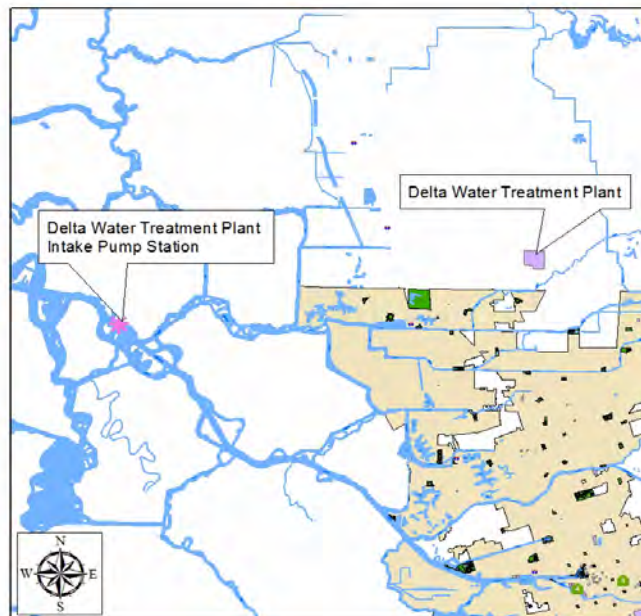 Delta Water Treatment Plant
Delta Water Treatment Plant
Intake Pump Station
N
W E
S